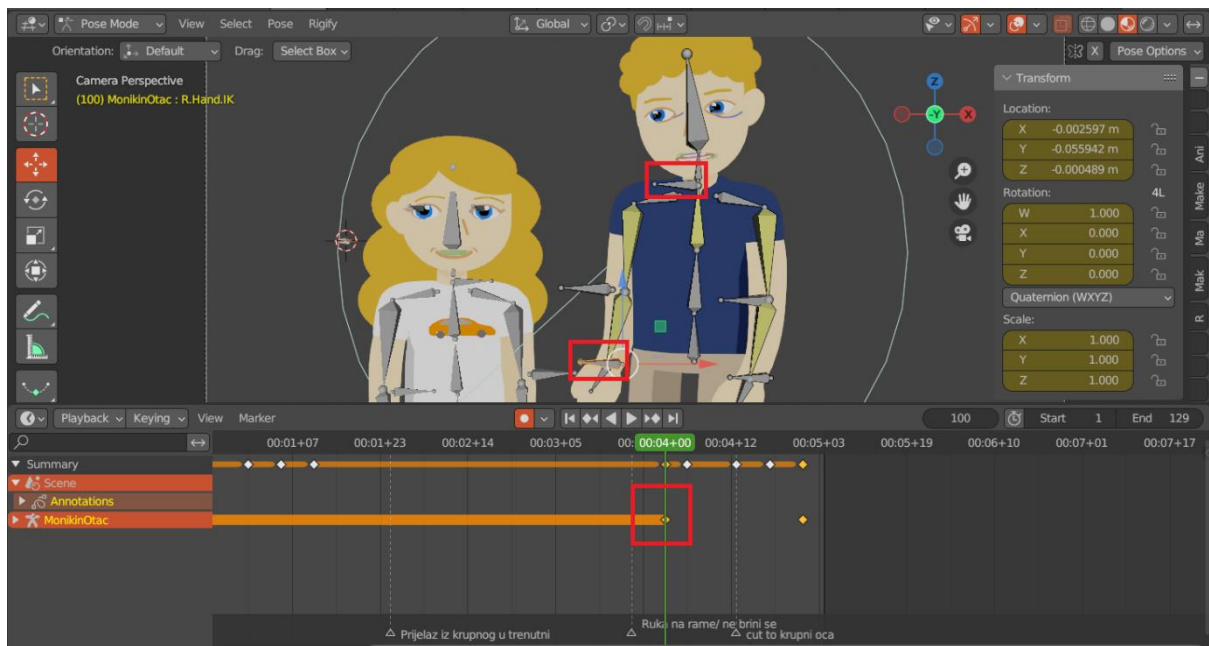 Pose Mode View Select Pose Rigify Global
Orientation: Default Drag: Select Box X Pose Options
Camera Perspective
(100) MonikinOtac : R.Hand.IK
Z
-Y X
Transform
Location:
X -0.002597 m
Y -0.055942 m
Z -0.000489 m
Rotation: 4L
W 1.000
X 0.000
Y 0.000
Z 0.000
Quaternion (WXYZ)
Scale:
X 1.000
Y 1.000
Z 1.000
Ani
Make
Ma
Mak
R
Playback Keying View Marker 100 Start 1 End 129
00:01+07 00:01+23 00:02+14 00:03+05 00: 00:04+00 00:04+12 00:05+03 00:05+19 00:06+10 00:07+01 00:07+17
Summary
Scene
Annotations
MonikinOtac
Ruka na rame/ ne brini se
Prijelaz iz krupnog u trenutni cut to krupni oca